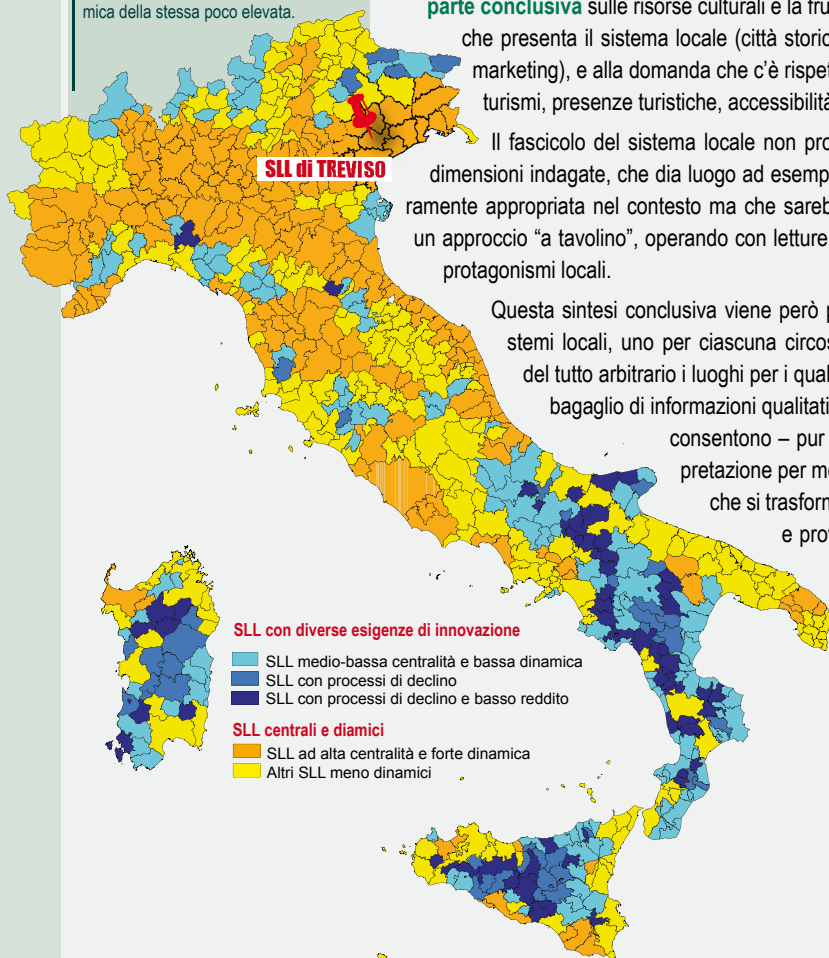 mica della stessa poco elevata.
parte conclusiva sulle risorse culturali e la fru
che presenta il sistema locale (città storic
marketing), e alla domanda che c'è rispet
turismi, presenze turistiche, accessibilità
Il fascicolo del sistema locale non pro
dimensioni indagate, che dia luogo ad esemp
ramente appropriata nel contesto ma che sareb
un approccio “a tavolino”, operando con letture
protagonismi locali.
Questa sintesi conclusiva viene però p
stemi locali, uno per ciascuna circos
del tutto arbitrario i luoghi per i qual
bagaglio di informazioni qualitati
consentono – pur
pretazione per me
che si trasform
e prov
SLL di TREVISO
SLL con diverse esigenze di innovazione
SLL medio-bassa centralità e bassa dinamica
SLL con processi di declino
SLL con processi di declino e basso reddito
SLL centrali e diamici
SLL ad alta centralità e forte dinamica
Altri SLL meno dinamici